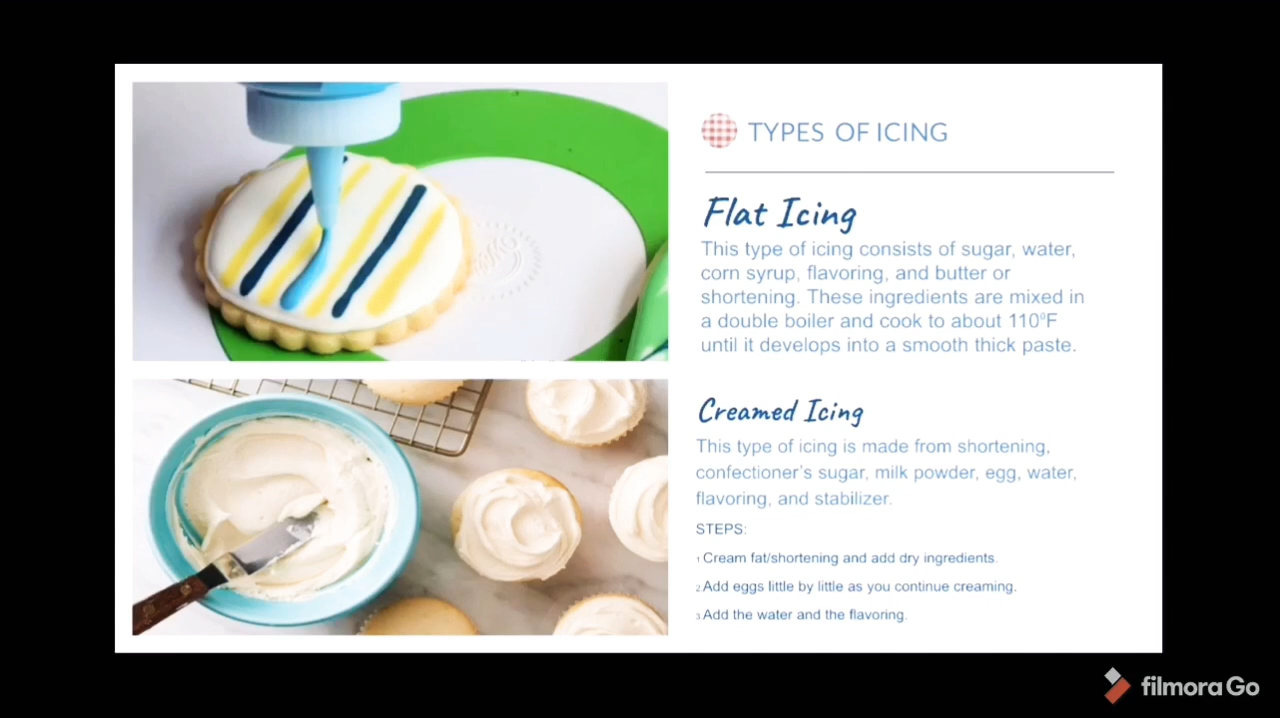 TYPES OF ICING
Flat Icing
This type of icing consists of sugar, water,
corn syrup, flavoring, and butter or
shortening. These ingredients are mixed in
a double boiler and cook to about 110⁰F
until it develops into a smooth thick paste.
Creamed Icing
This type of icing is made from shortening,
confectioner's sugar, milk powder, egg, water,
flavoring, and stabilizer.
STEPS:
1 Cream fat/shortening and add dry ingredients.
2 Add eggs little by little as you continue creaming.
3 Add the water and the flavoring.
filmora Go